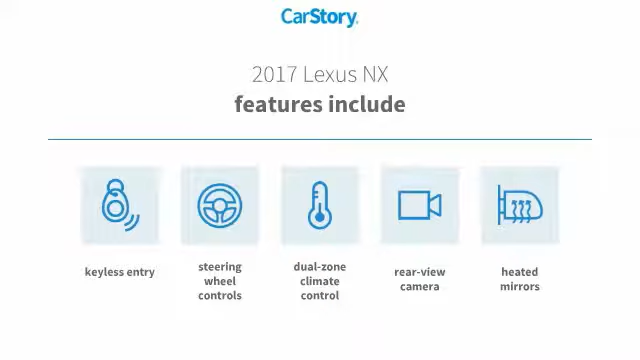 CarStory.
2017 Lexus NX
features include
keyless entry
steering
wheel
controls
dual-zone
climate
control
rear-view
camera
heated
mirrors